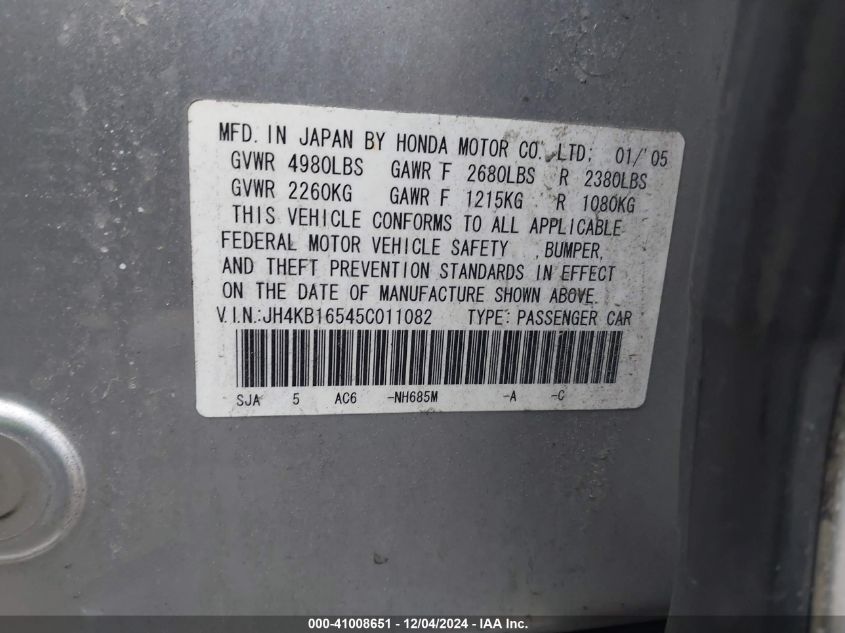 MFD. IN JAPAN BY HONDA MOTOR CO. LTD; 01/'05
GVWR 4980LBS GAWR F 2680LBS R 2380LBS
GVWR 2260KG GAWR F 1215KG R 1080KG
THIS VEHICLE CONFORMS TO ALL APPLICABLE
FEDERAL MOTOR VEHICLE SAFETY , BUMPER,
AND THEFT PREVENTION STANDARDS IN EFFECT
ON THE DATE OF MANUFACTURE SHOWN ABOVE.
V.I.N.:JH4KB16545C011082 TYPE: PASSENGER CAR
SJA 5 AC6 -NH685M -A -C
000-41008651 - 12/04/2024 - IAA Inc.